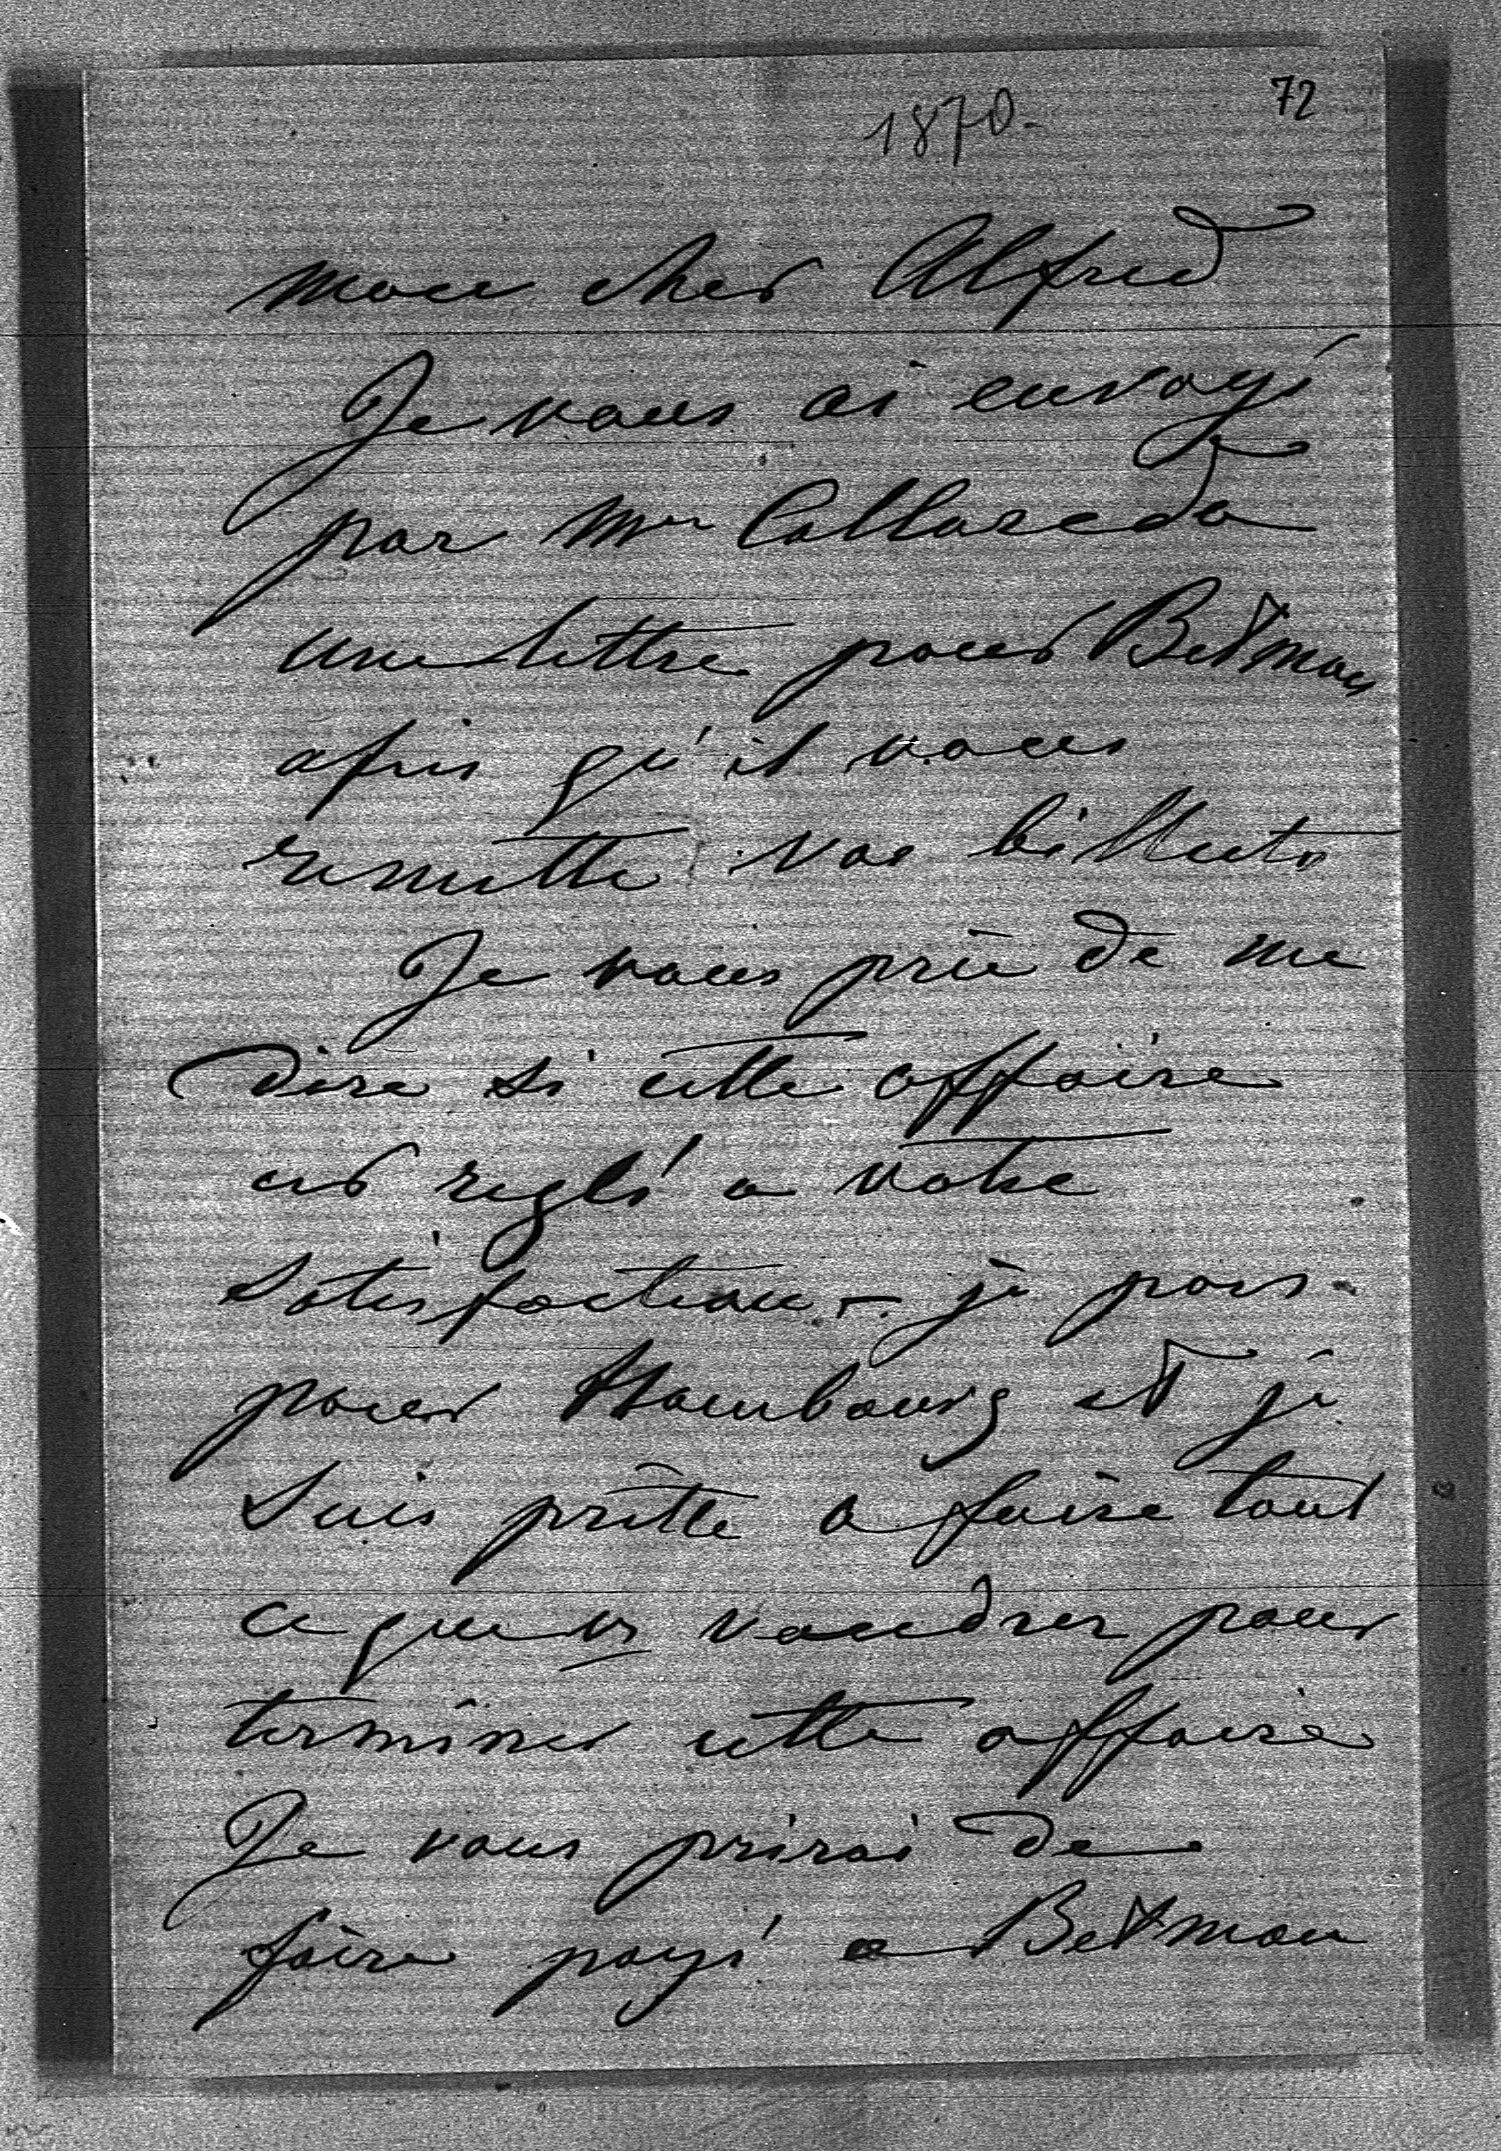 72
1870-
mon cher Alfred
Je vous ai envoyé
par Mr Collaredo
une lettre pour Betman
afin qu'il vous
remette vos billets
Je vous prie de me
dire si cette affaire
est reglé a votre
satisfaction – je pars
pour Hambourg et je
suis prêtte a faire tout
ce que vs voudrez pour
terminer cette affaire
Je vous prirai de
faire payé a Betman